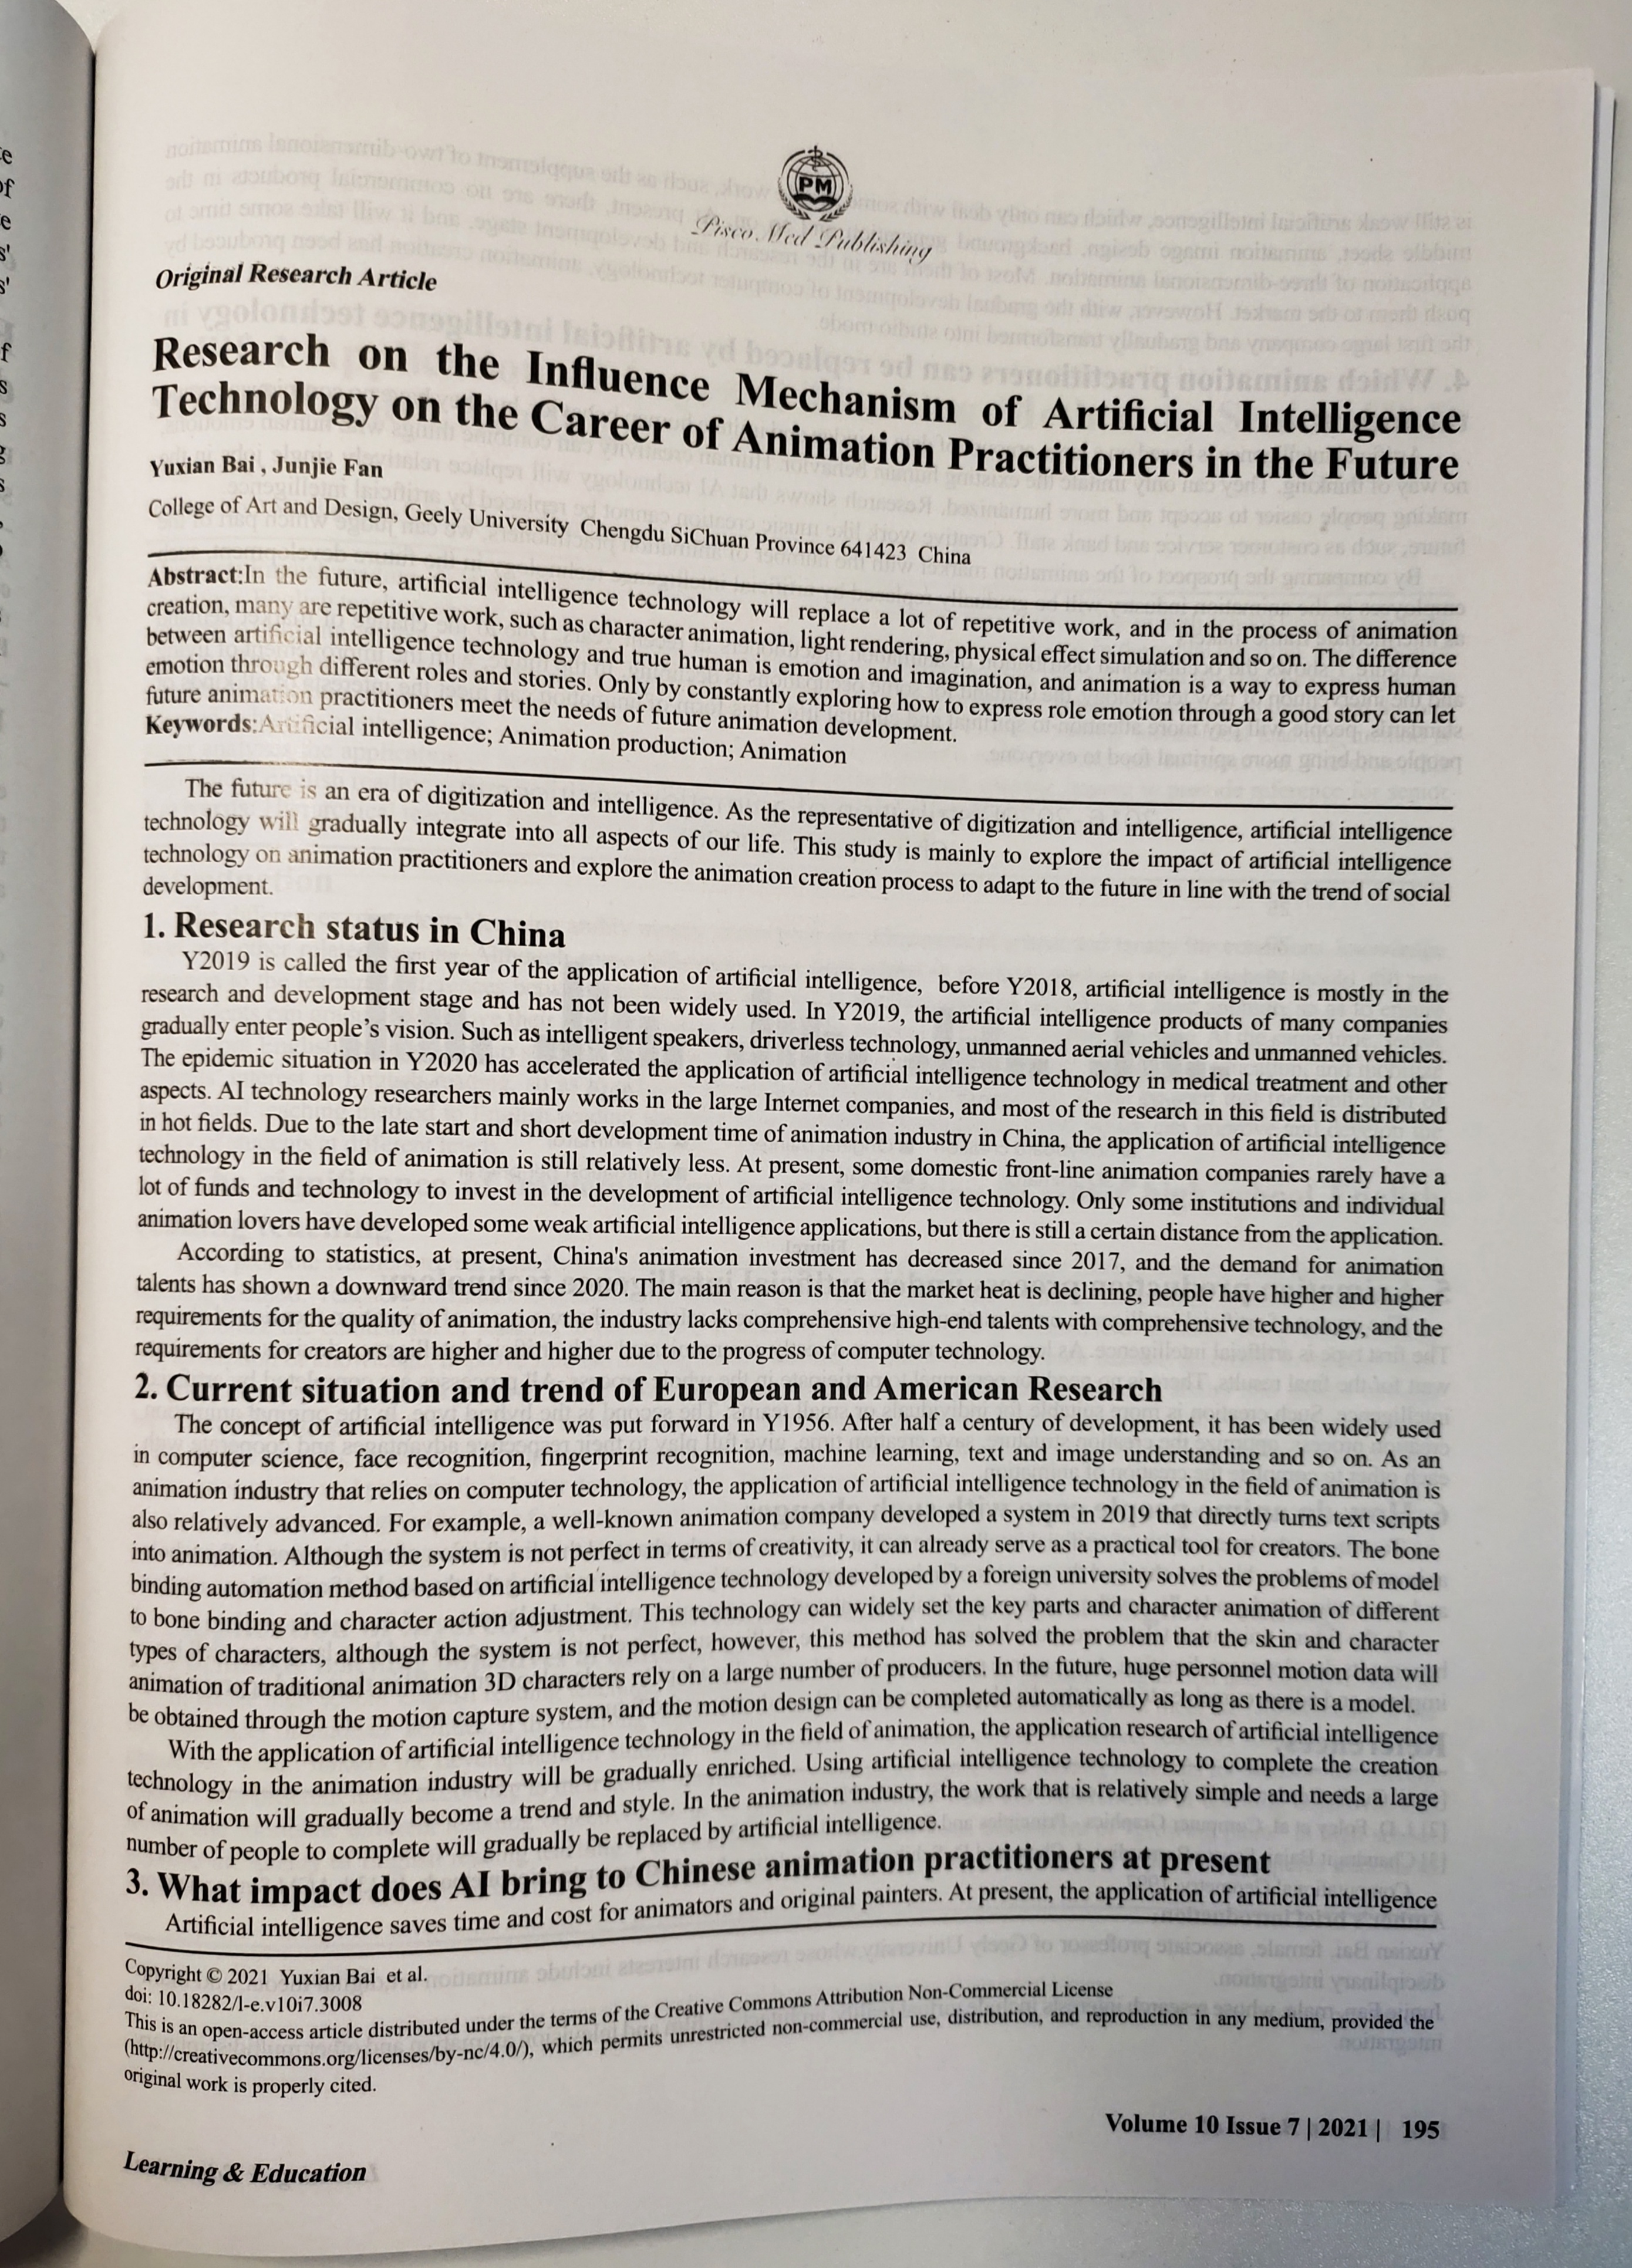 PM
Pisco Med Publishing
Original Research Article
Research on the Influence Mechanism of Artificial Intelligence
Technology on the Career of Animation Practitioners in the Future
Yuxian Bai , Junjie Fan
College of Art and Design, Geely University Chengdu SiChuan Province 641423 China
Abstract:In the future, artificial intelligence technology will replace a lot of repetitive work, and in the process of animation
creation, many are repetitive work, such as character animation, light rendering, physical effect simulation and so on. The difference
between artificial intelligence technology and true human is emotion and imagination, and animation is a way to express human
emotion through different roles and stories. Only by constantly exploring how to express role emotion through a good story can let
future animation practitioners meet the needs of future animation development.
Keywords:Artificial intelligence; Animation production; Animation
The future is an era of digitization and intelligence. As the representative of digitization and intelligence, artificial intelligence
technology will gradually integrate into all aspects of our life. This study is mainly to explore the impact of artificial intelligence
technology on animation practitioners and explore the animation creation process to adapt to the future in line with the trend of social
development.
1. Research status in China
Y2019 is called the first year of the application of artificial intelligence, before Y2018, artificial intelligence is mostly in the
research and development stage and has not been widely used. In Y2019, the artificial intelligence products of many companies
gradually enter people's vision. Such as intelligent speakers, driverless technology, unmanned aerial vehicles and unmanned vehicles.
The epidemic situation in Y2020 has accelerated the application of artificial intelligence technology in medical treatment and other
aspects. AI technology researchers mainly works in the large Internet companies, and most of the research in this field is distributed
in hot fields. Due to the late start and short development time of animation industry in China, the application of artificial intelligence
technology in the field of animation is still relatively less. At present, some domestic front-line animation companies rarely have a
lot of funds and technology to invest in the development of artificial intelligence technology. Only some institutions and individual
animation lovers have developed some weak artificial intelligence applications, but there is still a certain distance from the application.
According to statistics, at present, China's animation investment has decreased since 2017, and the demand for animation
talents has shown a downward trend since 2020. The main reason is that the market heat is declining, people have higher and higher
requirements for the quality of animation, the industry lacks comprehensive high-end talents with comprehensive technology, and the
requirements for creators are higher and higher due to the progress of computer technology.
2. Current situation and trend of European and American Research
The concept of artificial intelligence was put forward in Y1956. After half a century of development, it has been widely used
in computer science, face recognition, fingerprint recognition, machine learning, text and image understanding and so on. As an
animation industry that relies on computer technology, the application of artificial intelligence technology in the field of animation is
also relatively advanced. For example, a well-known animation company developed a system in 2019 that directly turns text scripts
into animation. Although the system is not perfect in terms of creativity, it can already serve as a practical tool for creators. The bone
binding automation method based on artificial intelligence technology developed by a foreign university solves the problems of model
to bone binding and character action adjustment. This technology can widely set the key parts and character animation of different
types of characters, although the system is not perfect, however, this method has solved the problem that the skin and character
animation of traditional animation 3D characters rely on a large number of producers. In the future, huge personnel motion data will
be obtained through the motion capture system, and the motion design can be completed automatically as long as there is a model.
With the application of artificial intelligence technology in the field of animation, the application research of artificial intelligence
technology in the animation industry will be gradually enriched. Using artificial intelligence technology to complete the creation
of animation will gradually become a trend and style. In the animation industry, the work that is relatively simple and needs a large
number of people to complete will gradually be replaced by artificial intelligence.
3. What impact does AI bring to Chinese animation practitioners at present
Artificial intelligence saves time and cost for animators and original painters. At present, the application of artificial intelligence
Copyright © 2021 Yuxian Bai et al.
doi: 10.18282/l-e.v10i7.3008
This is an open-access article distributed under the terms of the Creative Commons Attribution Non-Commercial License
(http://creativecommons.org/licenses/by-nc/4.0/), which permits unrestricted non-commercial use, distribution, and reproduction in any medium, provided the
original work is properly cited.
Volume 10 Issue 7 | 2021 | 195
Learning & Education